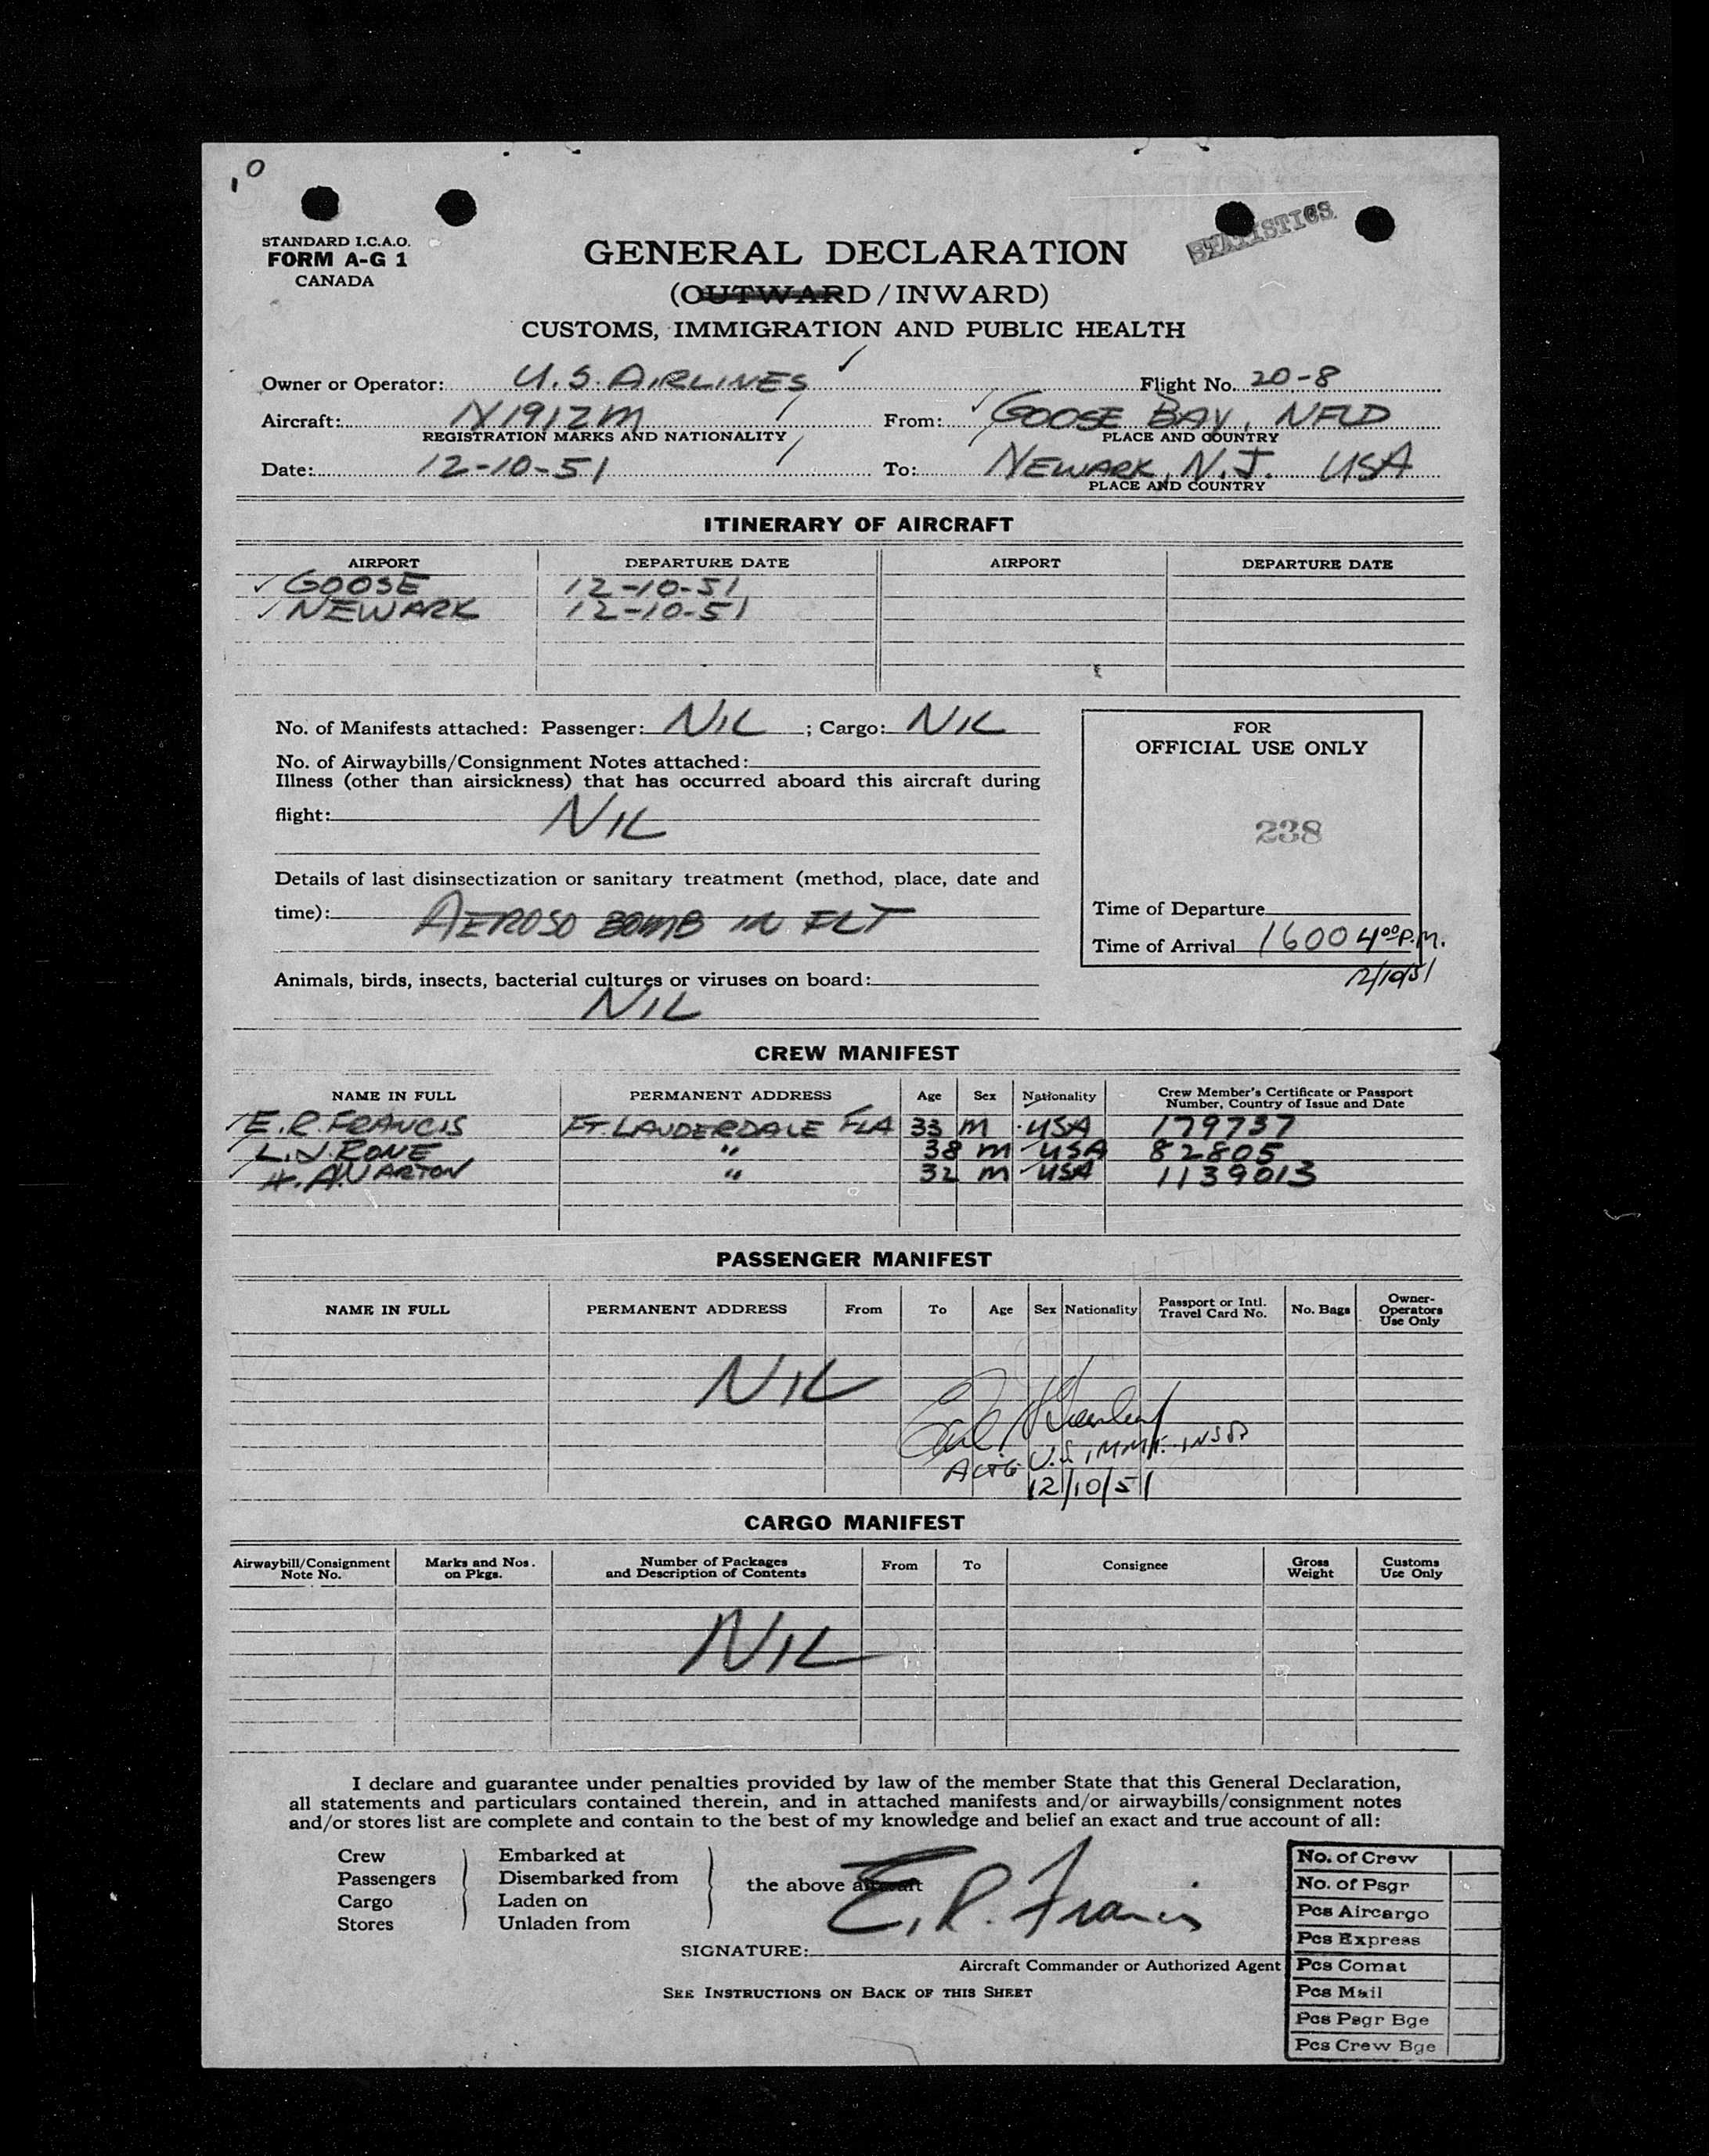 STANDARD I.C.A.O.
FORM A-G 1
CANADA
STATISTICS
GENERAL DECLARATION
(OUTWARD/INWARD)
CUSTOMS, IMMIGRATION AND PUBLIC HEALTH
Owner or Operator: U.S. AIRLINES Flight No. 20-8
Aircraft: N1912M From: GOOSE BAY, NFLD
REGISTRATION MARKS AND NATIONALITY PLACE AND COUNTRY
Date: 12-10-51 To: NEWARK, N.J. USA
PLACE AND COUNTRY
ITINERARY OF AIRCRAFT
AIRPORT DEPARTURE DATE AIRPORT DEPARTURE DATE
GOOSE 12-10-51
NEWARK 12-10-51
No. of Manifests attached: Passenger: NIL ; Cargo: NIL
No. of Airwaybills/Consignment Notes attached:
Illness (other than airsickness) that has occurred aboard this aircraft during
flight: NIL
Details of last disinsectization or sanitary treatment (method, place, date and
time): AEROSO BOMB IN FLT
Animals, birds, insects, bacterial cultures or viruses on board:
NIL
FOR
OFFICIAL USE ONLY
238
Time of Departure
Time of Arrival 1600 4 00 P.M.
12/10/51
CREW MANIFEST
NAME IN FULL PERMANENT ADDRESS Age Sex Nationality Crew Member's Certificate or Passport
Number, Country of Issue and Date
E.R. FRANCIS FT. LAUDERDALE FLA 33 M USA 179737
L.J. RONE " 38 M USA 82805
H. A. " 32 M USA 1139013
PASSENGER MANIFEST
NAME IN FULL PERMANENT ADDRESS From To Age Sex Nationality Passport or Intl.
Travel Card No. No. Bags Owner-
Operators
Use Only
NIL
Earl
ACTG U.S. IMM. INSP
12/10/51
CARGO MANIFEST
Airwaybill/Consignment
Note No. Marks and Nos.
on Pkgs. Number of Packages
and Description of Contents From To Consignee Gross
Weight Customs
Use Only
NIL
I declare and guarantee under penalties provided by law of the member State that this General Declaration,
all statements and particulars contained therein, and in attached manifests and/or airwaybills/consignment notes
and/or stores list are complete and contain to the best of my knowledge and belief an exact and true account of all:
Crew Embarked at
Passengers Disembarked from
Cargo Laden on
Stores Unladen from
the above aircraft
E. R. Francis
SIGNATURE:
Aircraft Commander or Authorized Agent
SEE INSTRUCTIONS ON BACK OF THIS SHEET
No. of Crew
No. of Psgr
Pcs Aircargo
Pcs Express
Pcs Comat
Pcs Mail
Pcs Psgr Bge
Pcs Crew Bge